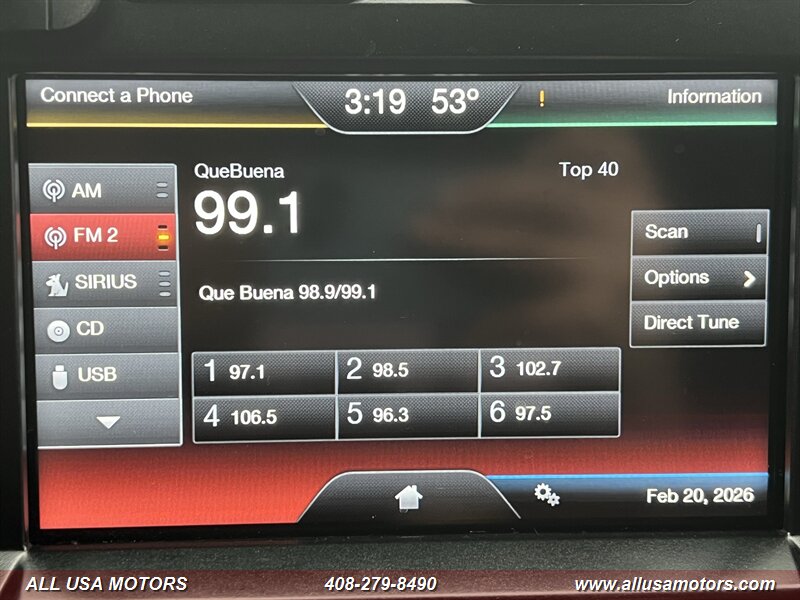 Connect a Phone 3:19 53° ! Information
QueBuena Top 40
AM
99.1
FM 2
Scan
SIRIUS
Options
Que Buena 98.9/99.1
CD
Direct Tune
1 97.1 2 98.5 3 102.7
USB
4 106.5 5 96.3 6 97.5
Feb 20, 2026
ALL USA MOTORS 408-279-8490 www.allusamotors.com